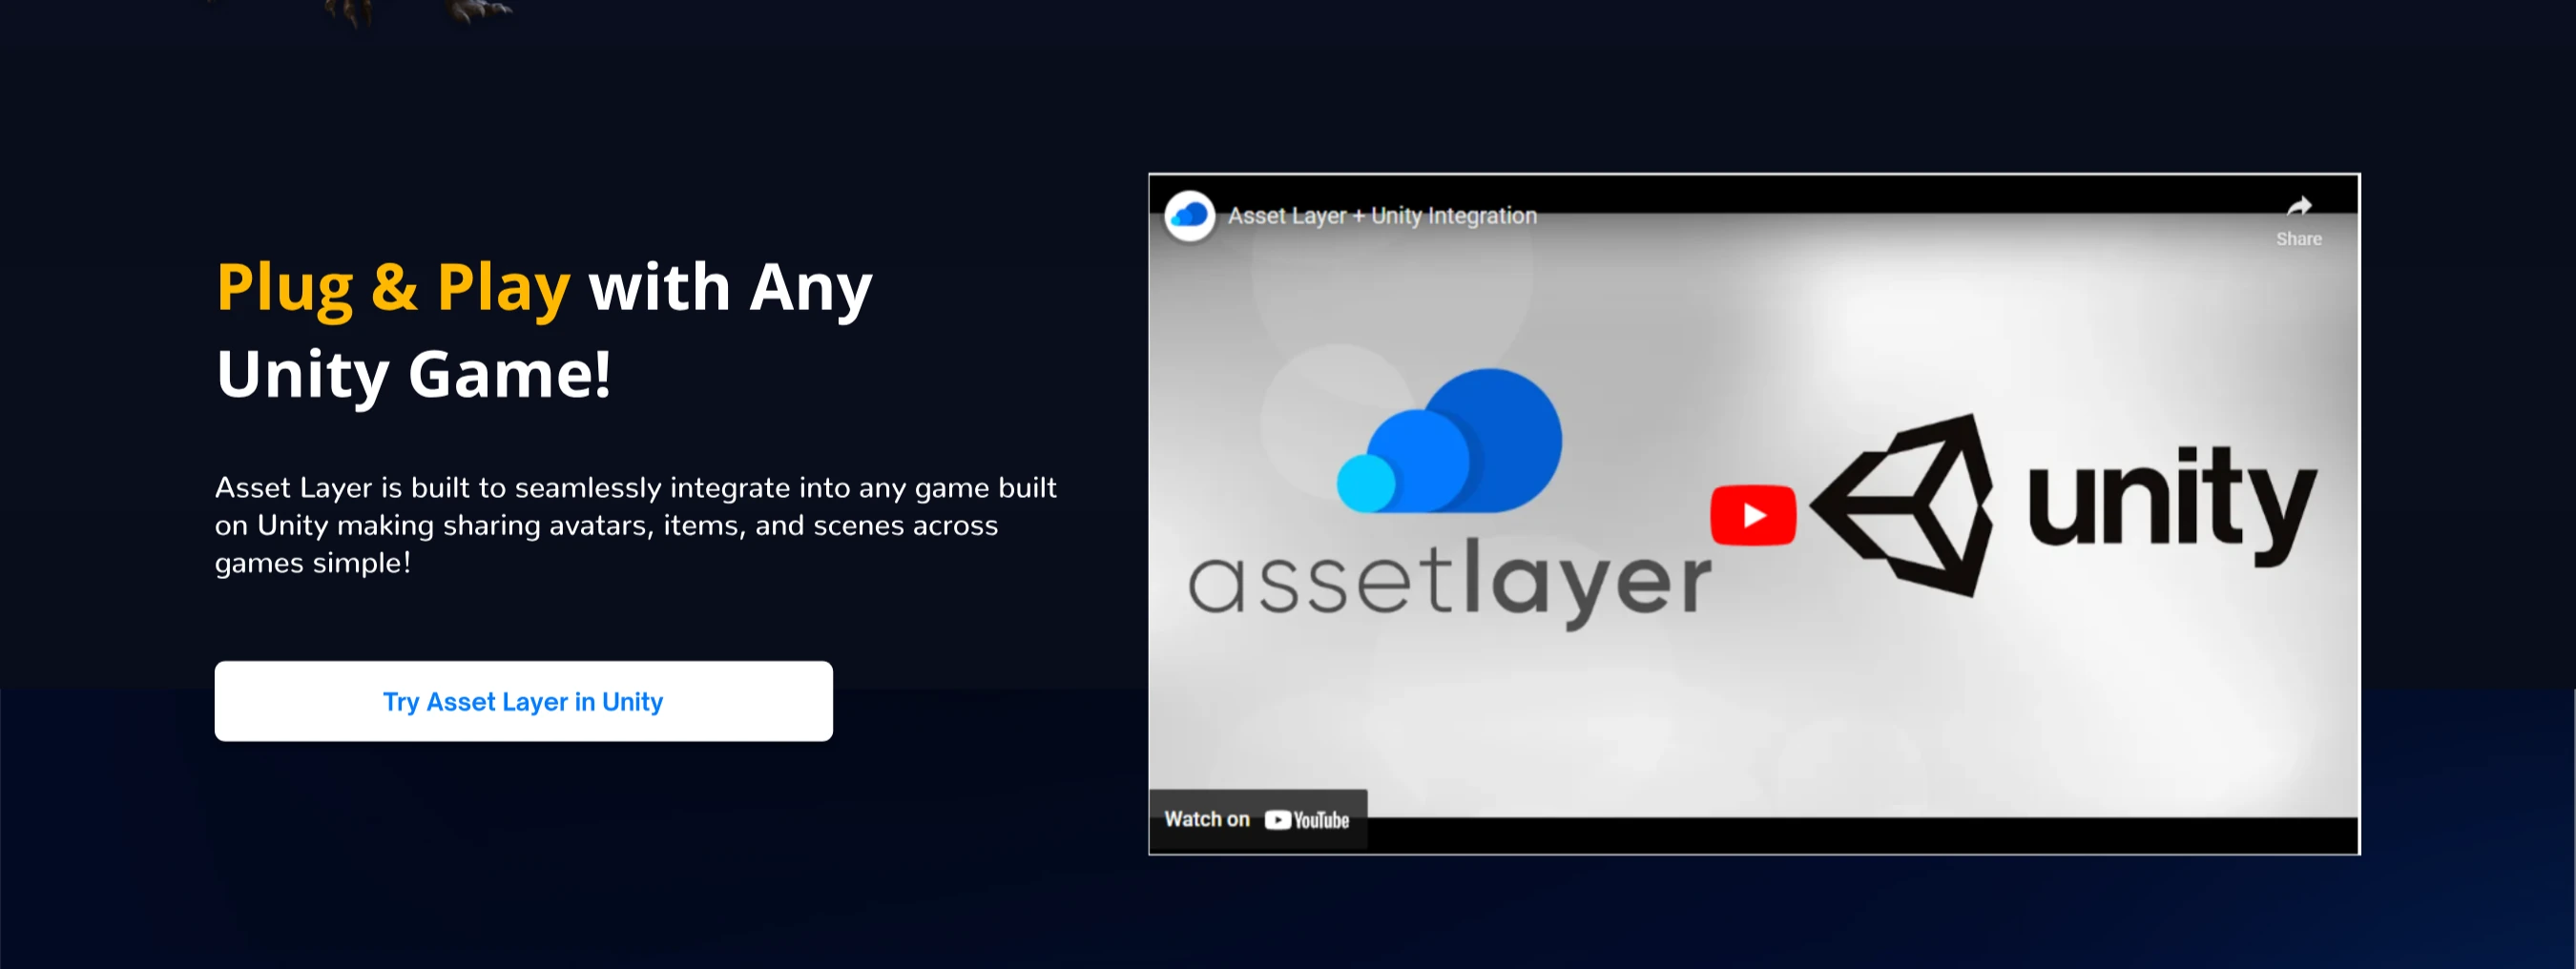 Plug & Play with Any
Unity Game!
Asset Layer is built to seamlessly integrate into any game built
on Unity making sharing avatars, items, and scenes across
games simple!
Try Asset Layer in Unity
Asset Layer + Unity Integration
Share
assetlayer
unity
Watch on YouTube